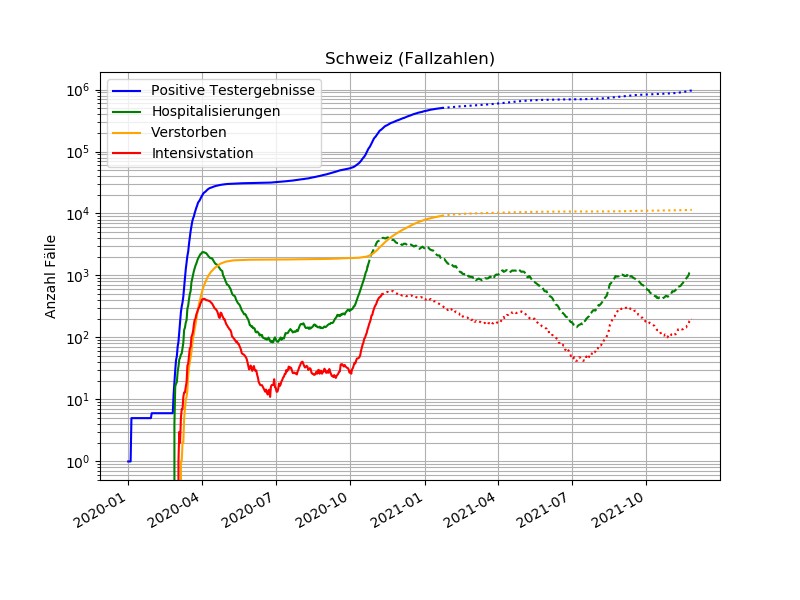 Schweiz (Fallzahlen)
Positive Testergebnisse
Hospitalisierungen
Verstorben
Intensivstation
Anzahl Fälle
10⁶
10⁵
10⁴
10³
10²
10¹
10⁰
2020-01
2020-04
2020-07
2020-10
2021-01
2021-04
2021-07
2021-10